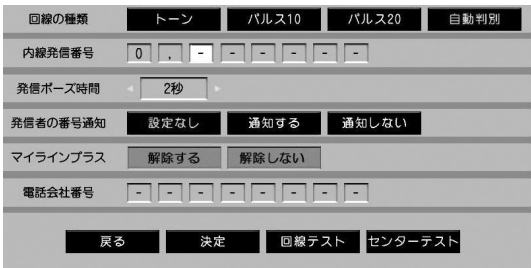 回線の種類 トーン パルス10 パルス20 自動判別
内線発信番号 0 , - - - - - -
発信ポーズ時間 2秒
発信者の番号通知 設定なし 通知する 通知しない
マイラインプラス 解除する 解除しない
電話会社番号 - - - - - - - -
戻る 決定 回線テスト センターテスト